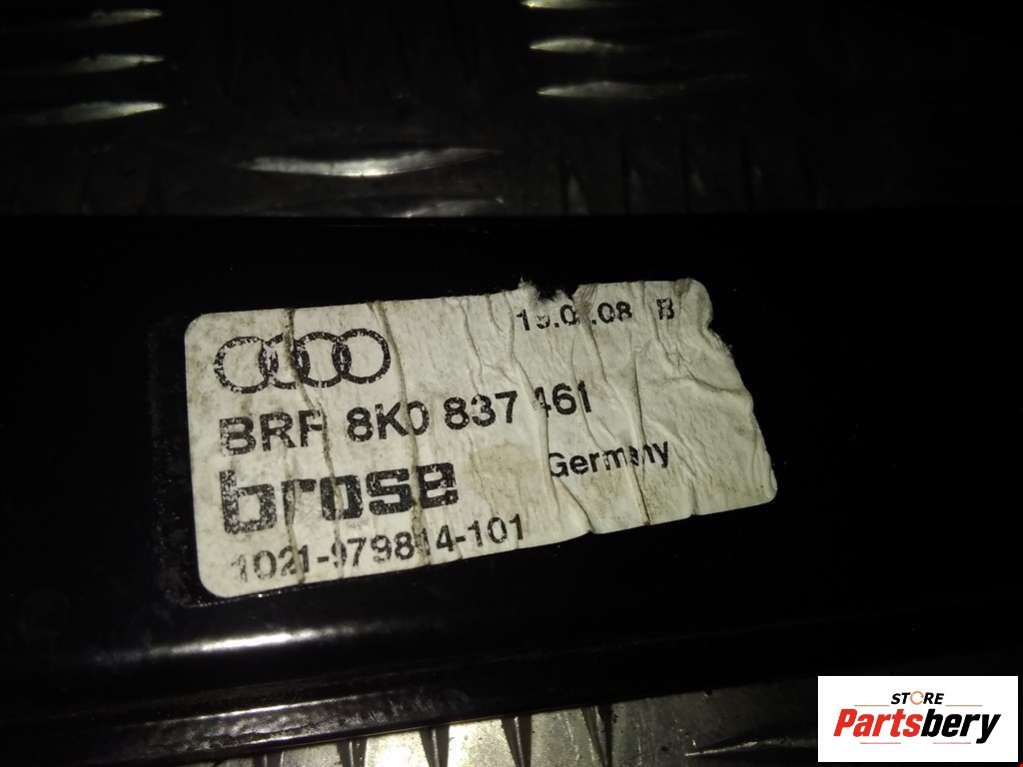 B
BRF 8K0 837 461
brose Germany
1021-979814-101
STORE
Partsbery